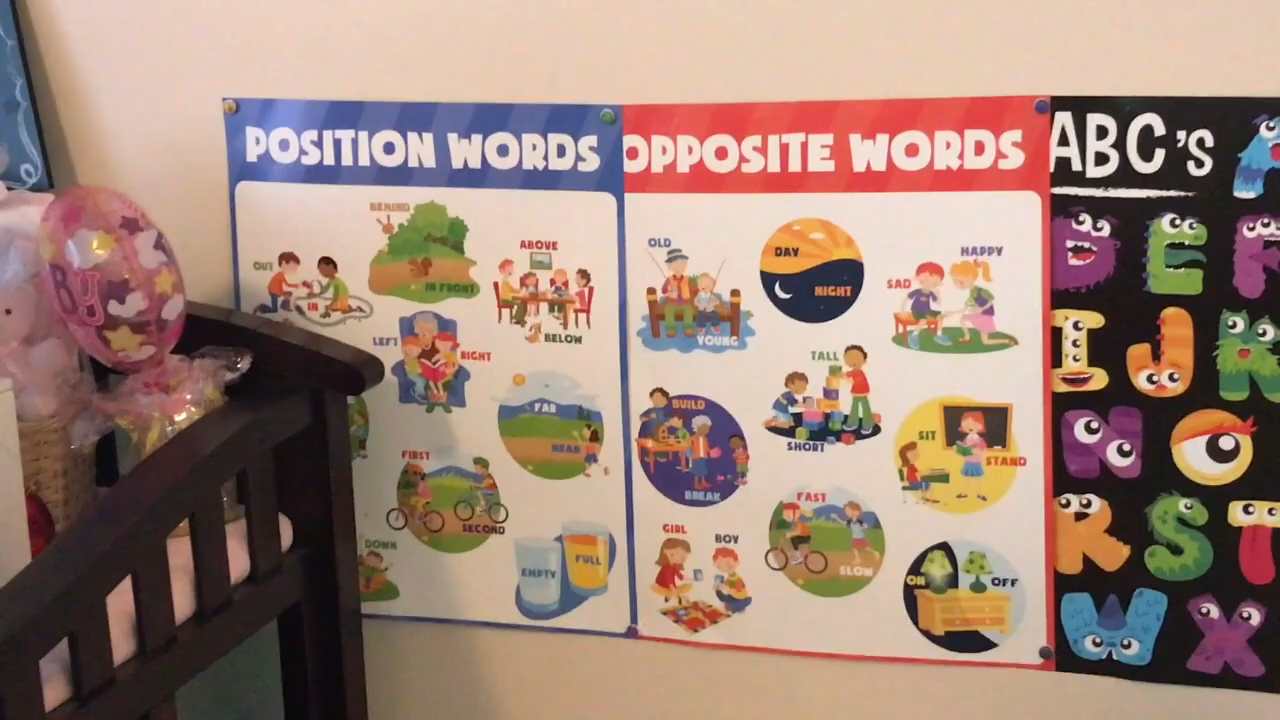 POSITION WORDS
BEHIND
IN FRONT
OUT
IN
ABOVE
BELOW
LEFT
RIGHT
FAR
NEAR
FIRST
SECOND
DOWN
EMPTY
FULL
OPPOSITE WORDS
OLD
YOUNG
DAY
NIGHT
HAPPY
SAD
TALL
SHORT
BUILD
BREAK
SIT
STAND
FAST
SLOW
GIRL
BOY
ON
OFF
ABC's
A
D E F
I J K
N O
R S T
W X